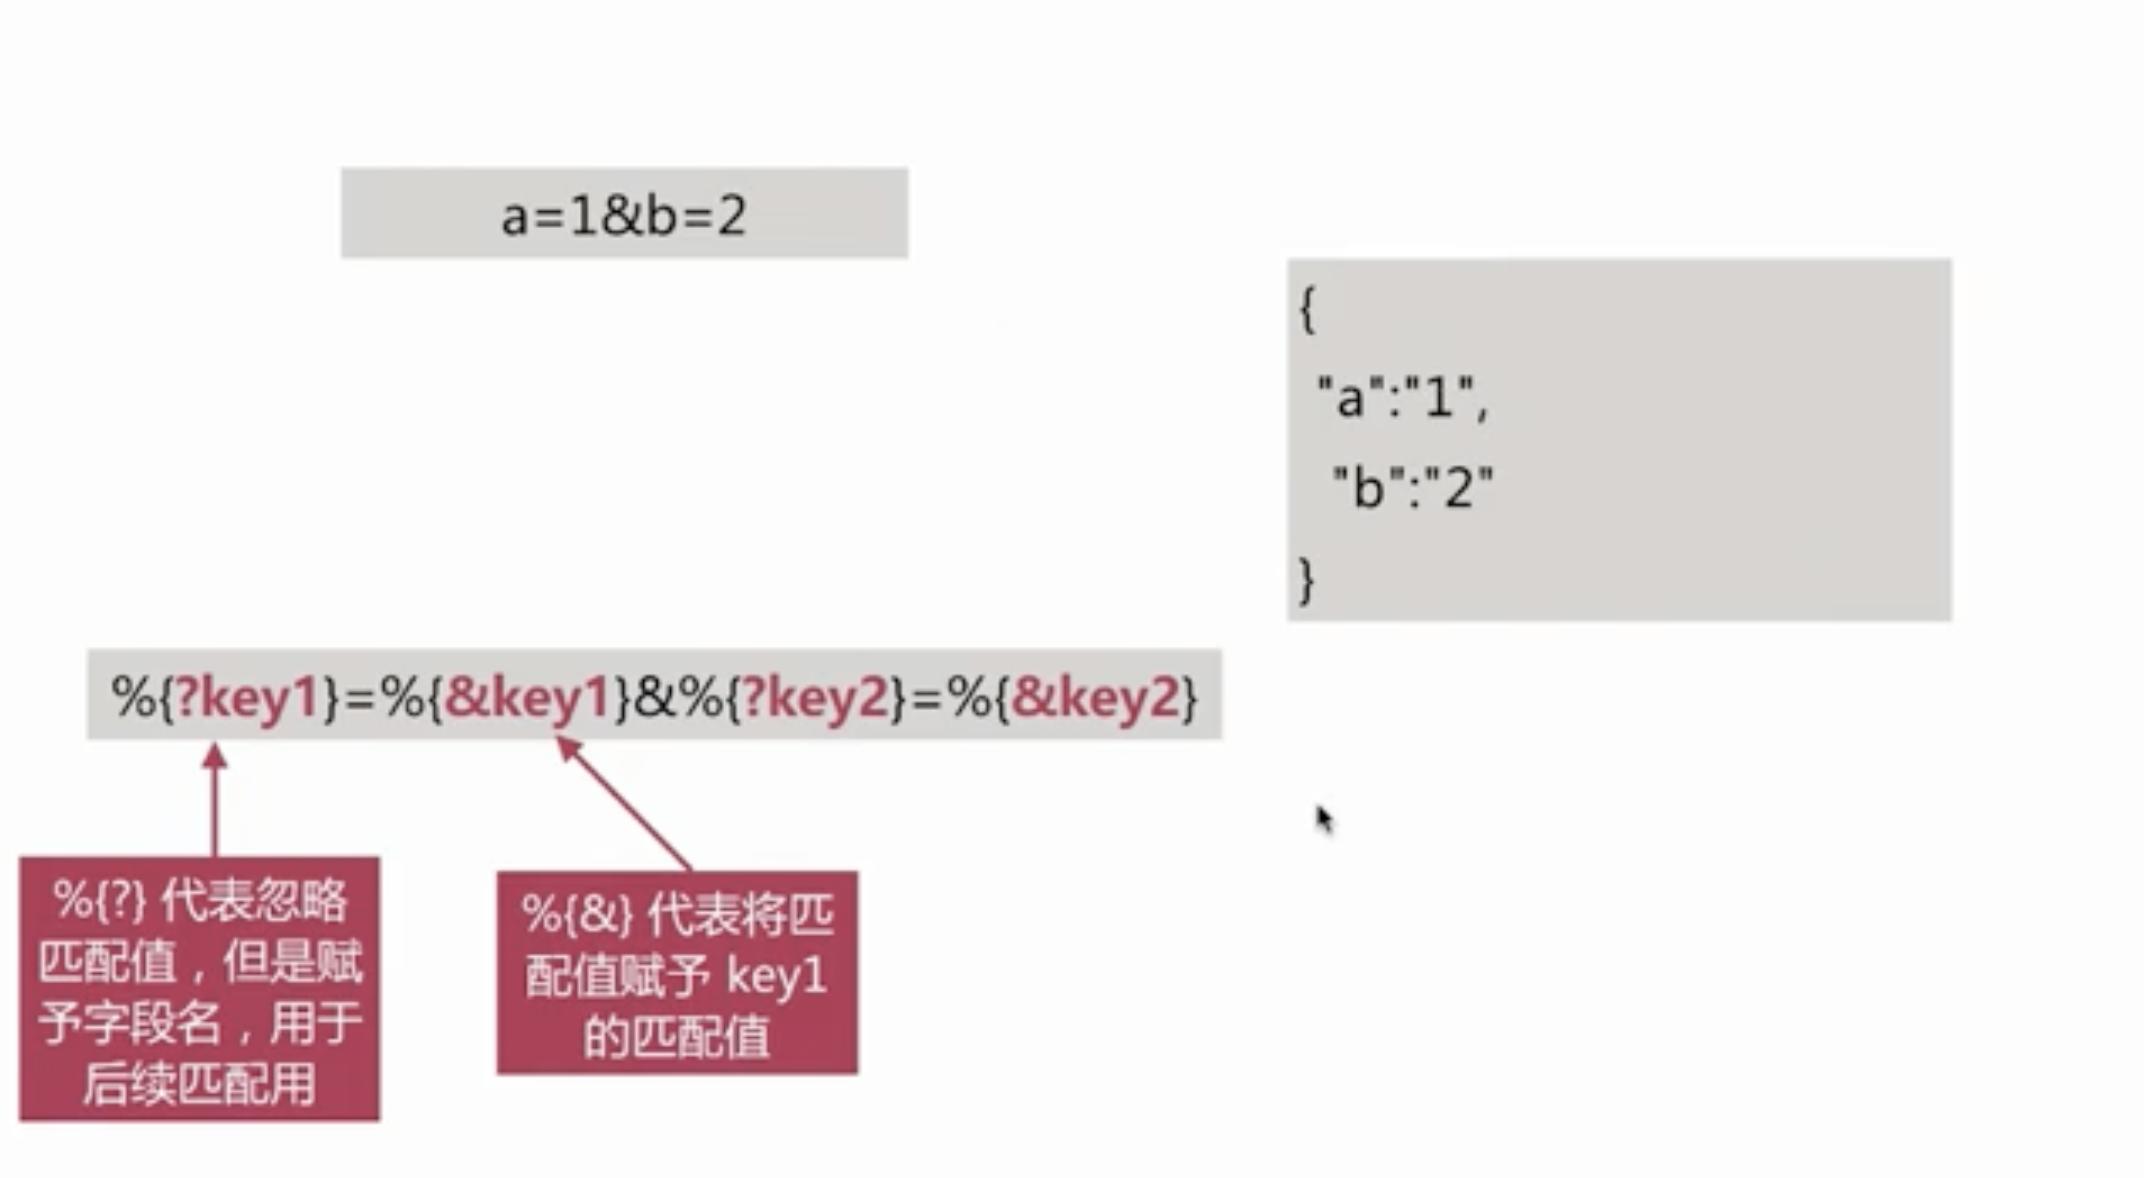 a=1&b=2
{
"a":"1",
"b":"2"
}
%{?key1}=%{&key1}&%{?key2}=%{&key2}
%{?} 代表忽略
匹配值，但是赋
予字段名，用于
后续匹配用
%{&} 代表将匹
配值赋予 key1
的匹配值